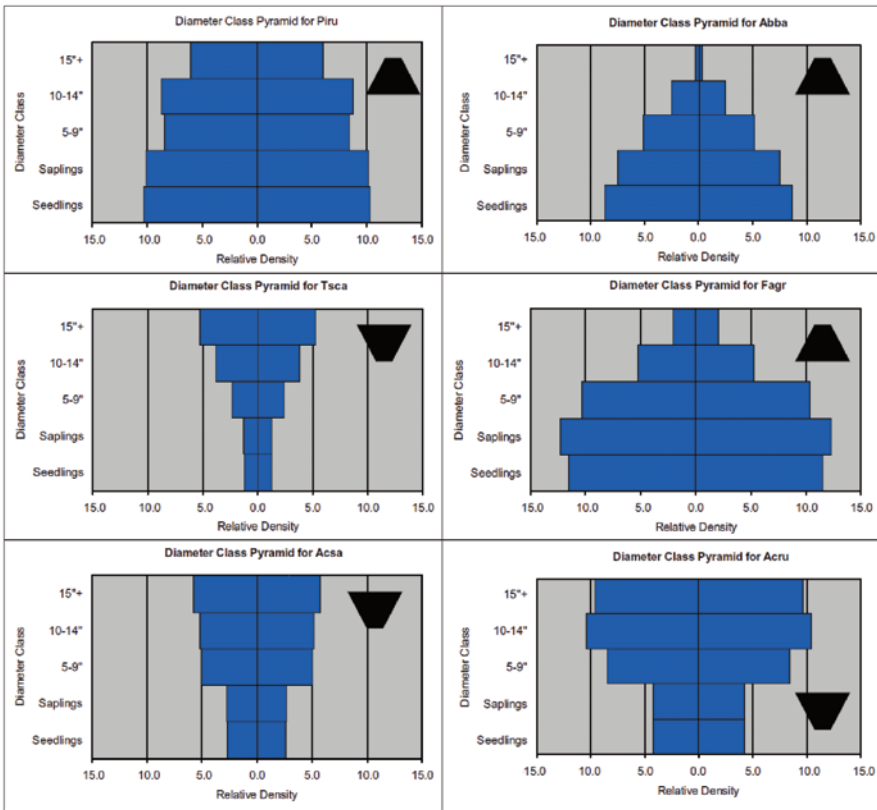 Diameter Class Pyramid for Piru
Diameter Class
15"+
10-14"
5-9"
Saplings
Seedlings
15.0 10.0 5.0 0.0 5.0 10.0 15.0
Relative Density
Diameter Class Pyramid for Abba
Diameter Class
15"+
10-14"
5-9"
Saplings
Seedlings
15.0 10.0 5.0 0.0 5.0 10.0 15.0
Relative Density
Diameter Class Pyramid for Tsca
Diameter Class
15"+
10-14"
5-9"
Saplings
Seedlings
15.0 10.0 5.0 0.0 5.0 10.0 15.0
Relative Density
Diameter Class Pyramid for Fagr
Diameter Class
15"+
10-14"
5-9"
Saplings
Seedlings
15.0 10.0 5.0 0.0 5.0 10.0 15.0
Relative Density
Diameter Class Pyramid for Acsa
Diameter Class
15"+
10-14"
5-9"
Saplings
Seedlings
15.0 10.0 5.0 0.0 5.0 10.0 15.0
Relative Density
Diameter Class Pyramid for Acru
Diameter Class
15"+
10-14"
5-9"
Saplings
Seedlings
15.0 10.0 5.0 0.0 5.0 10.0 15.0
Relative Density